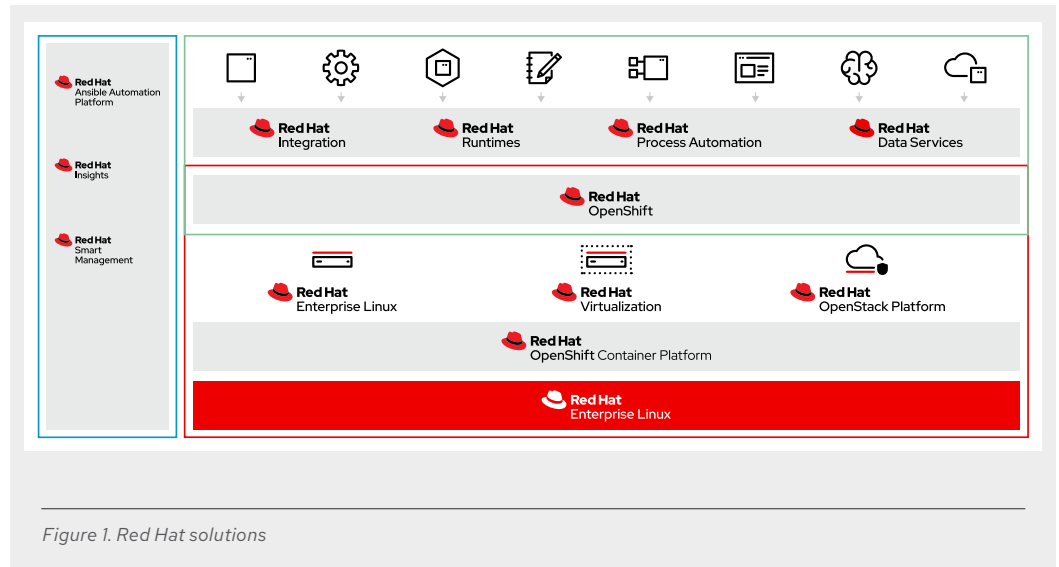 Red Hat
Ansible Automation
Platform
Red Hat
Insights
Red Hat
Smart
Management
Red Hat
Integration
Red Hat
Runtimes
Red Hat
Process Automation
Red Hat
Data Services
Red Hat
OpenShift
Red Hat
Enterprise Linux
Red Hat
Virtualization
Red Hat
OpenStack Platform
Red Hat
OpenShift Container Platform
Red Hat
Enterprise Linux
Figure 1. Red Hat solutions